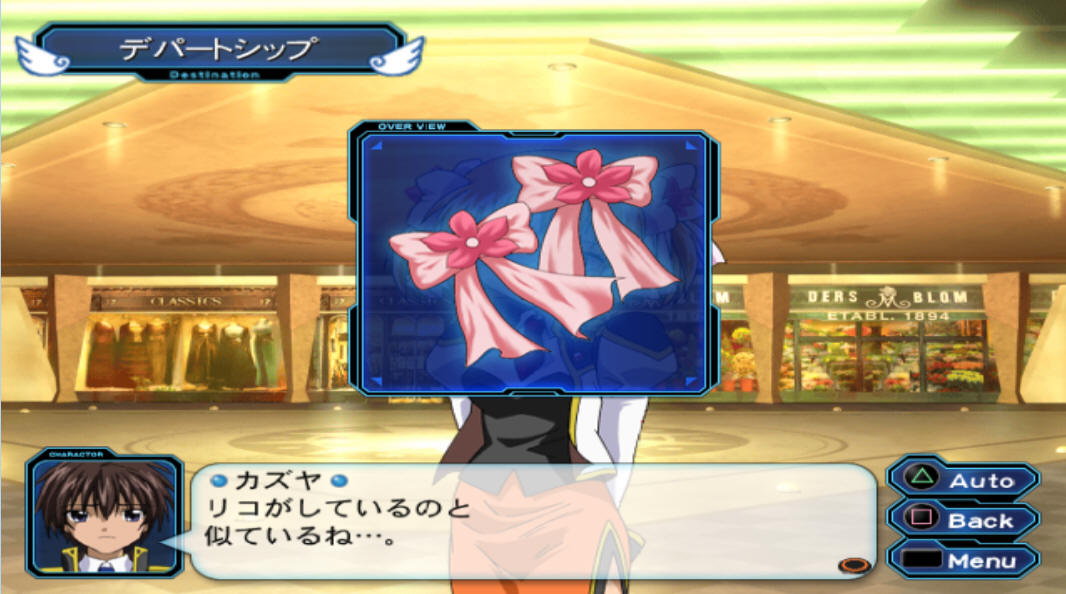 デパートシップ
Destination
OVER VIEW
CLASSICS
DERS BLOM
ETABL. 1894
CHARACTOR
カズヤ
リコがしているのと
似ているね…。
Auto
Back
Menu